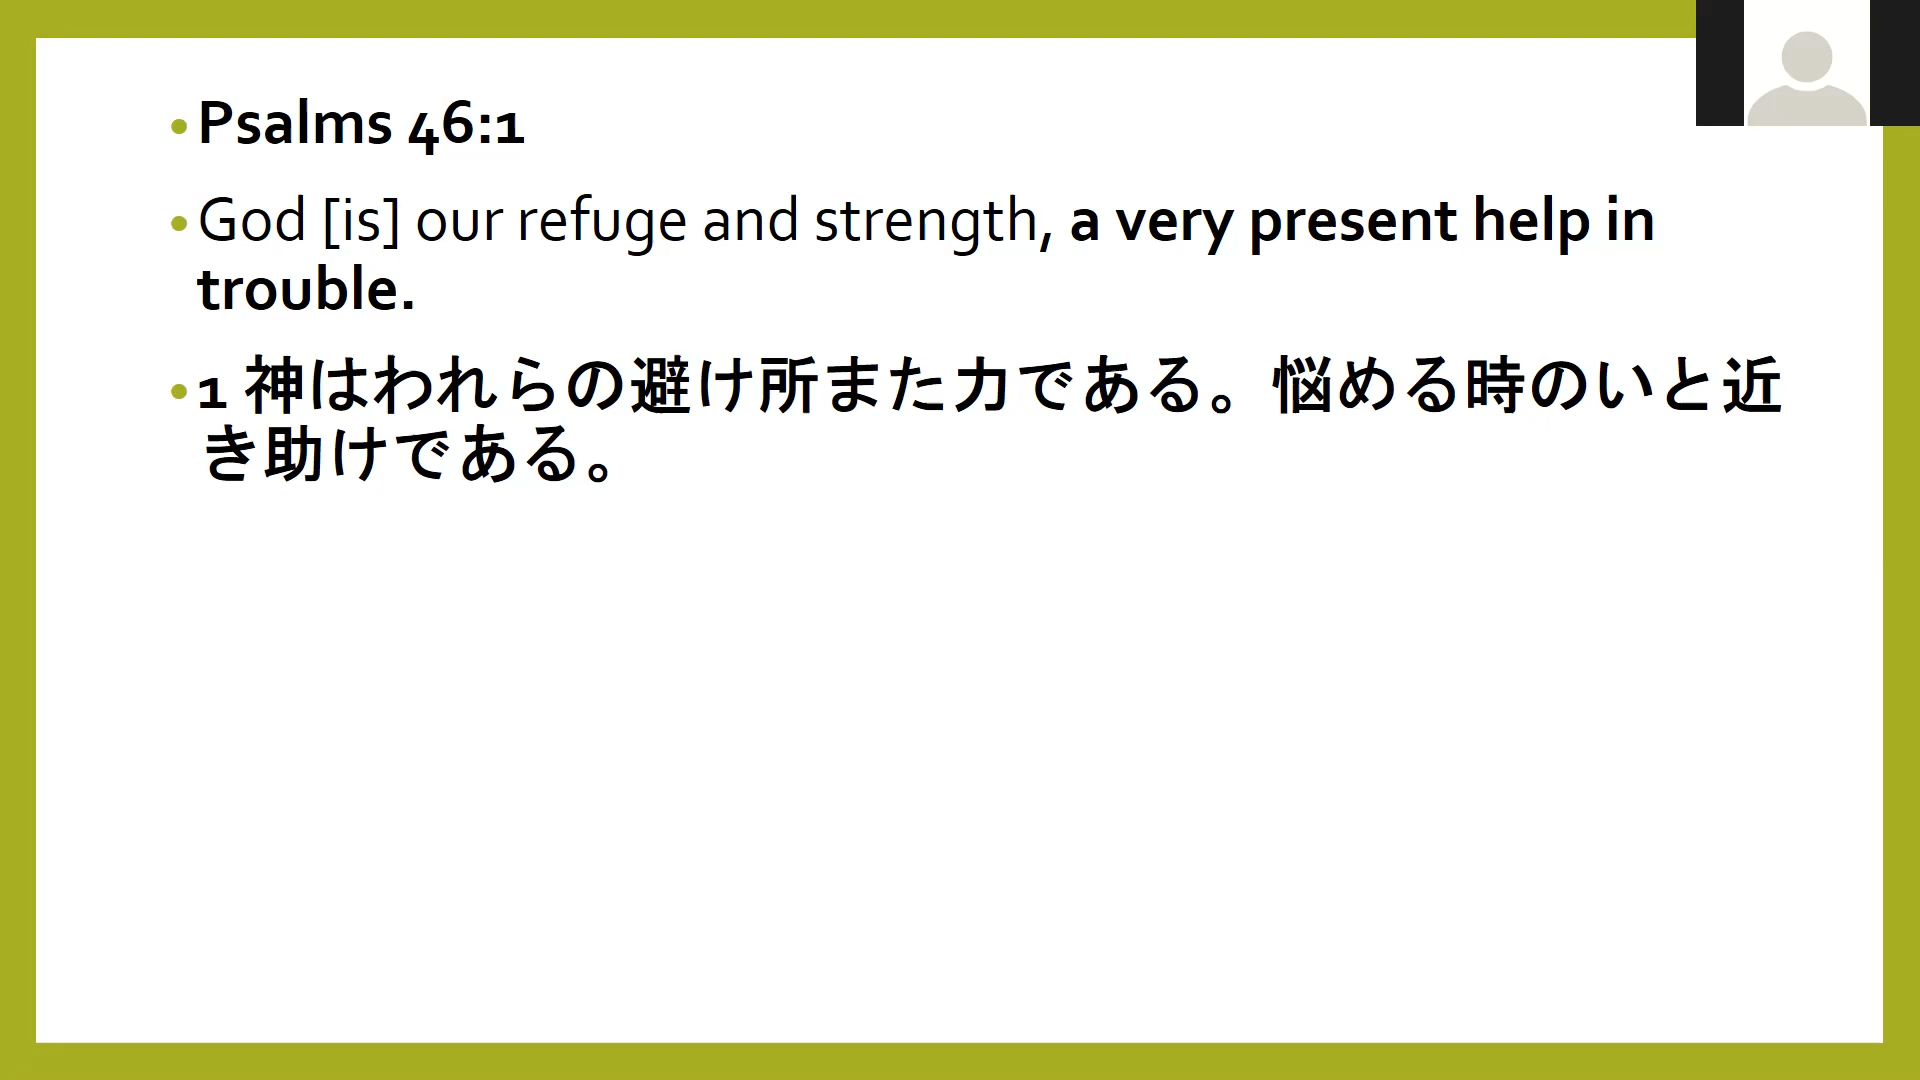 • Psalms 46:1
• God [is] our refuge and strength, a very present help in
trouble.
• 1 神はわれらの避け所また力である。悩める時のいと近
き助けである。